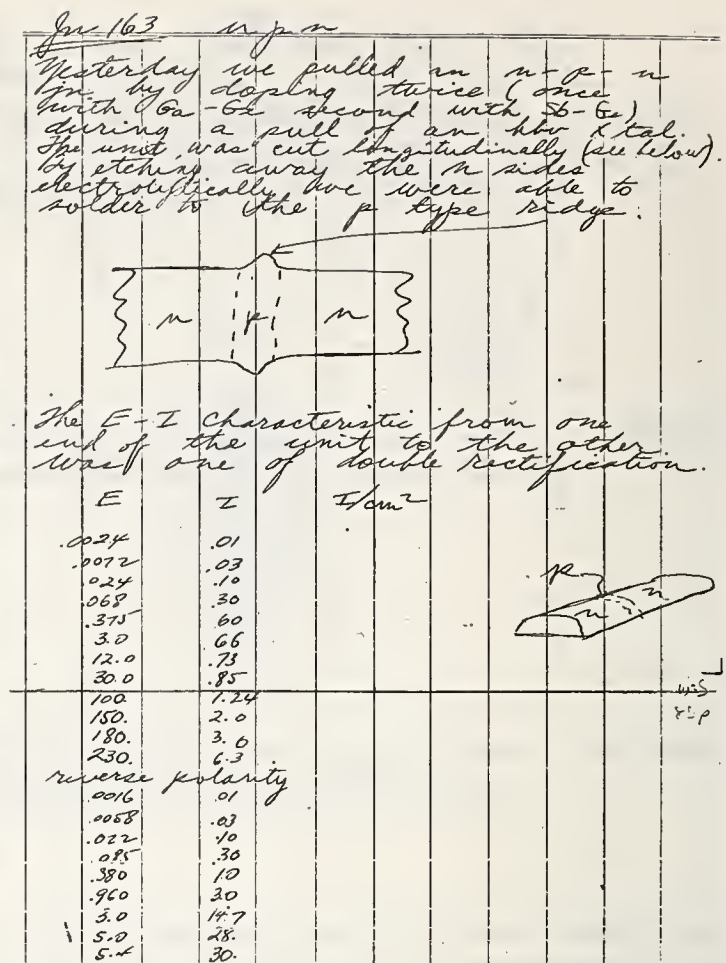 163 n p n
Yesterday we pulled an n-p-n
in by doping twice (once
with Ga-Ge second with Sb-Ge)
during a pull of an hbv xtal.
The unit was cut longitudinally (see below).
By etching away the n sides
electrolytically we were able to
solder to the p type ridge.
n p n
The E-I characteristic from one
end of the unit to the other
was one of double rectification.
E I I/cm2
.0024 .01
.0072 .03
.024 .10
.068 .30
.375 .60
3.0 .66
12.0 .73
30.0 .85
100. 1.24
150. 2.0
180. 3.0
230. 6.3
p
n n
reverse polarity
.0016 .01
.0058 .03
.022 .10
.085 .30
.380 1.0
.960 3.0
3.0 14.7
5.0 28.
5.4 30.